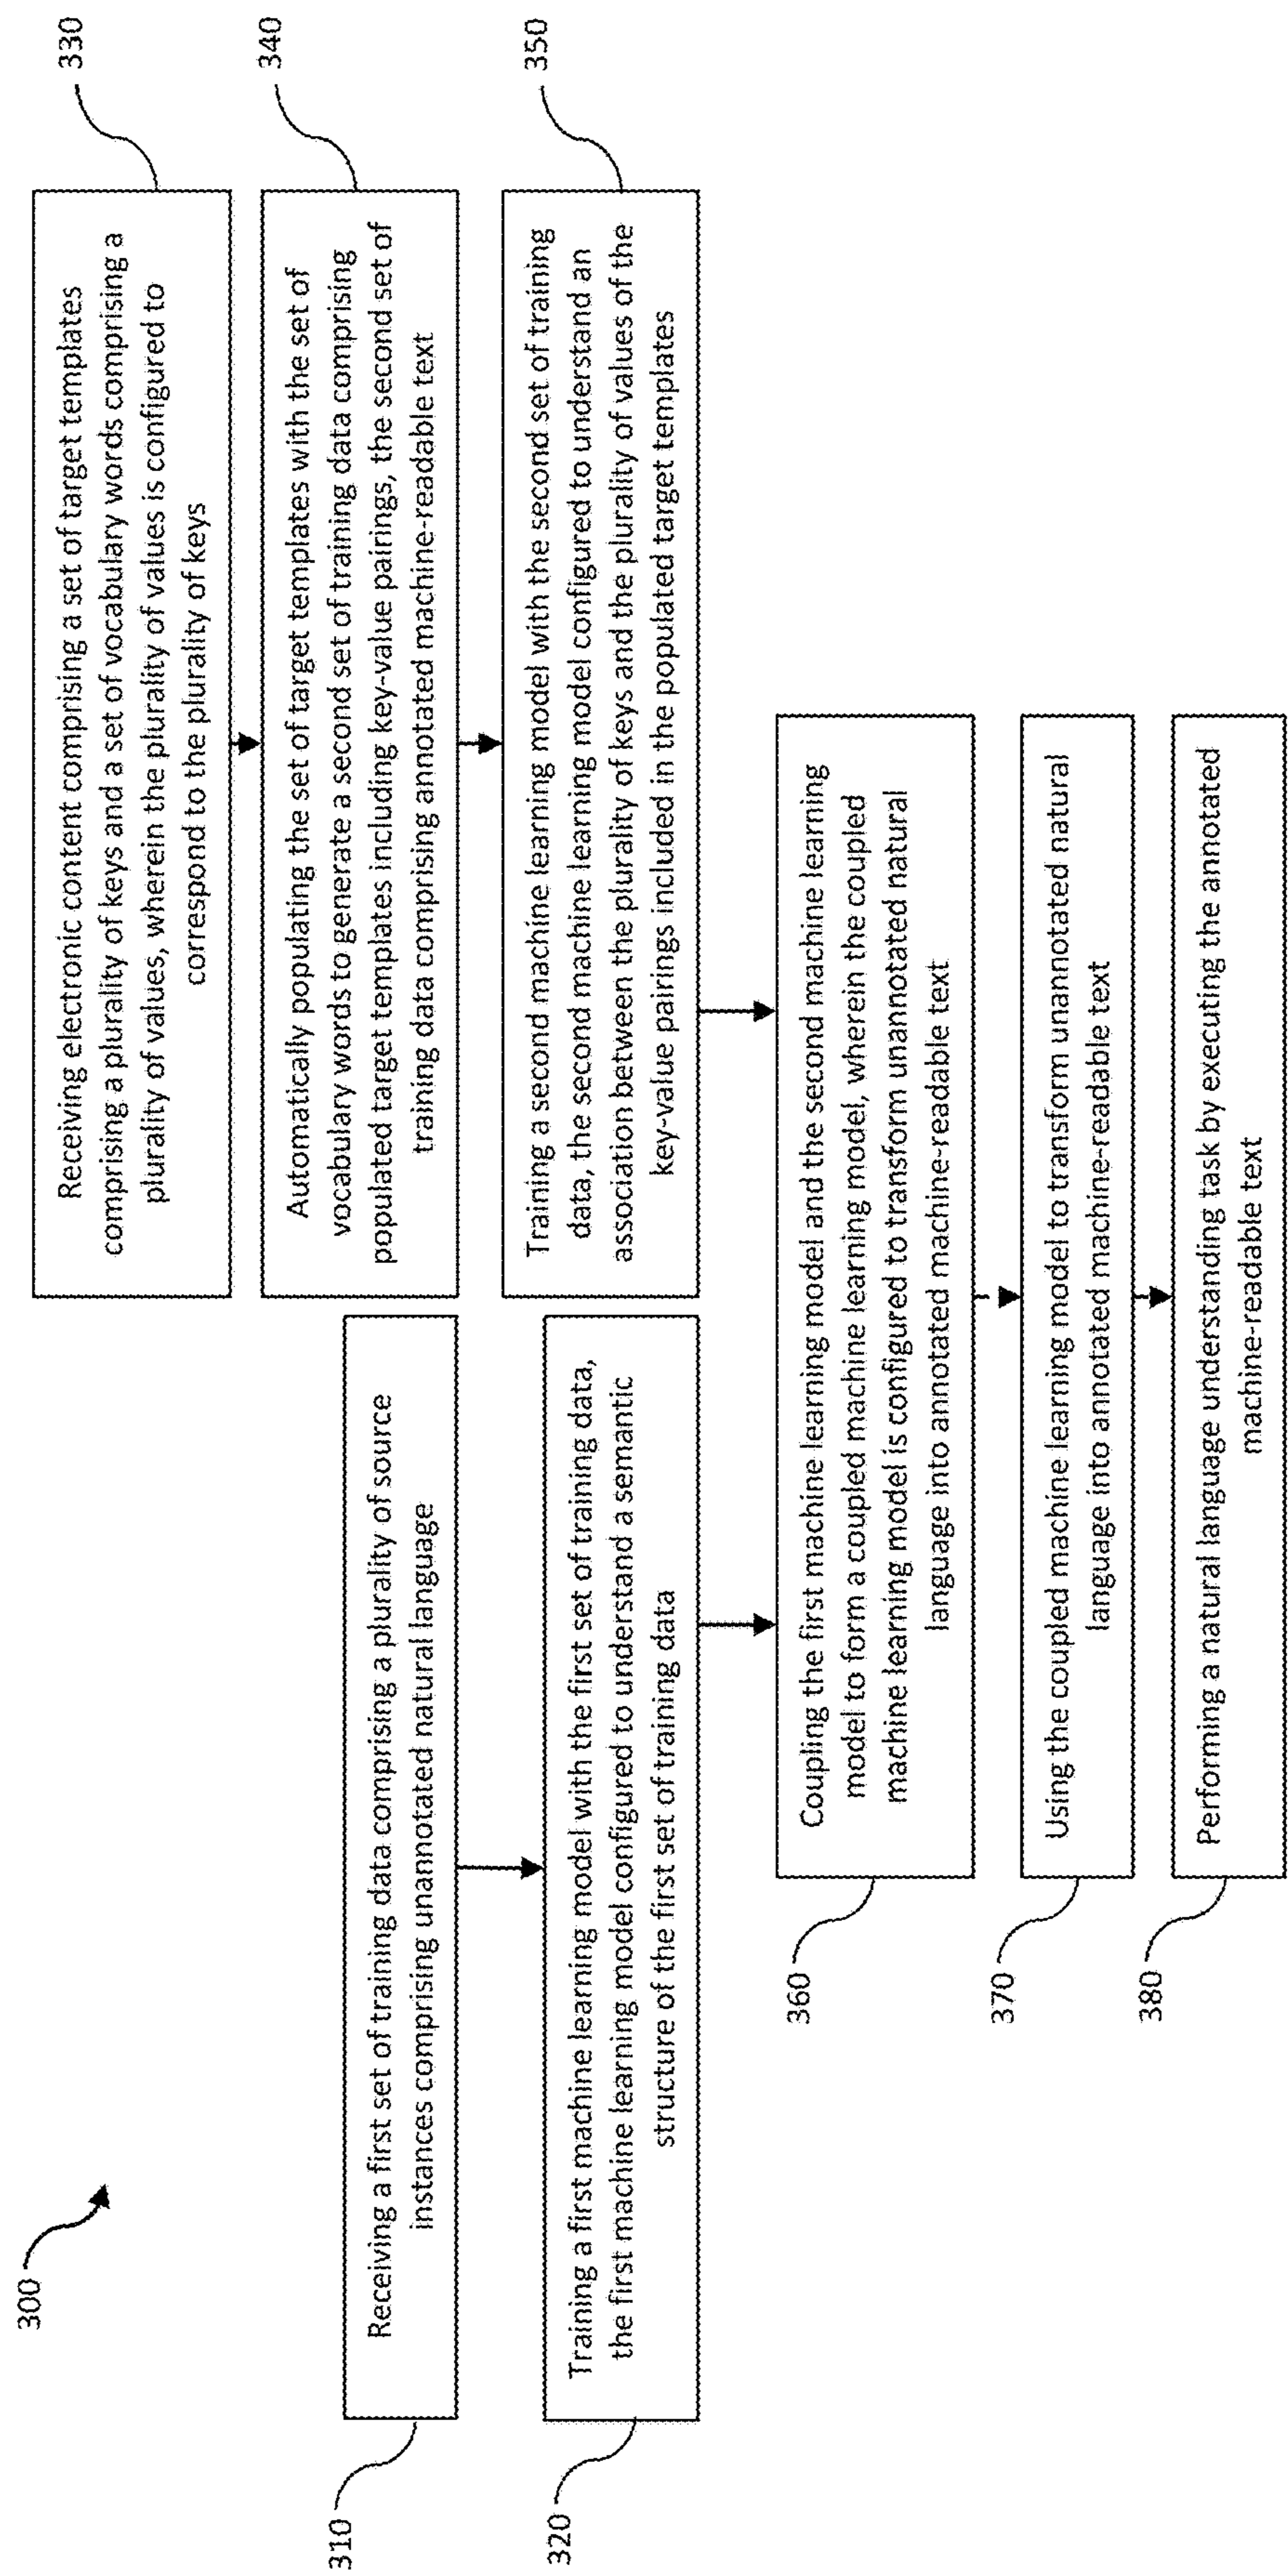 300
310
Receiving a first set of training data comprising a plurality of source
instances comprising unannotated natural language
320
Training a first machine learning model with the first set of training data,
the first machine learning model configured to understand a semantic
structure of the first set of training data
330
Receiving electronic content comprising a set of target templates
comprising a plurality of keys and a set of vocabulary words comprising a
plurality of values, wherein the plurality of values is configured to
correspond to the plurality of keys
340
Automatically populating the set of target templates with the set of
vocabulary words to generate a second set of training data comprising
populated target templates including key-value pairings, the second set of
training data comprising annotated machine-readable text
350
Training a second machine learning model with the second set of training
data, the second machine learning model configured to understand an
association between the plurality of keys and the plurality of values of the
key-value pairings included in the populated target templates
360
Coupling the first machine learning model and the second machine learning
model to form a coupled machine learning model, wherein the coupled
machine learning model is configured to transform unannotated natural
language into annotated machine-readable text
370
Using the coupled machine learning model to transform unannotated natural
language into annotated machine-readable text
380
Performing a natural language understanding task by executing the annotated
machine-readable text